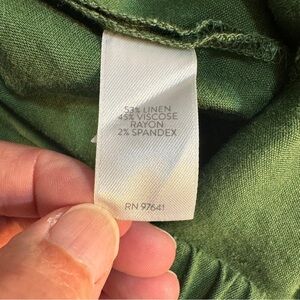 53% LINEN
45% VISCOSE
RAYON
2% SPANDEX
RN 97641